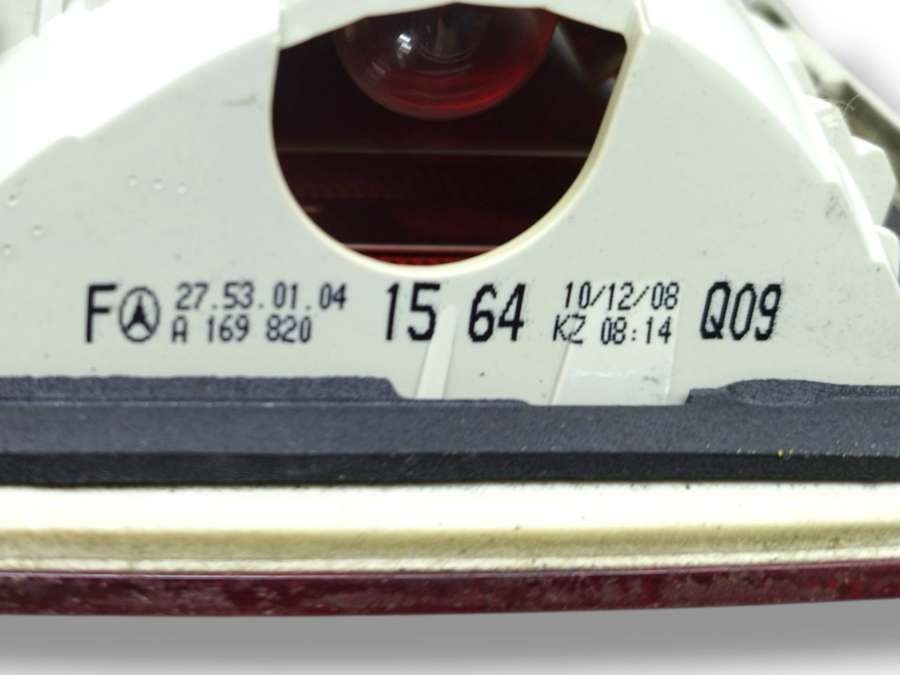 F 27.53.01.04 15 64 10/12/08 Q09
A 169 820 KZ 08:14